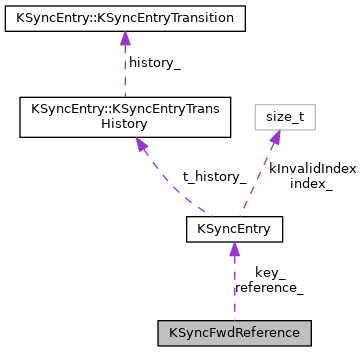 KSyncEntry::KSyncEntryTransition
history_
KSyncEntry::KSyncEntryTrans
History
size_t
t_history_
kInvalidIndex
index_
KSyncEntry
key_
reference_
KSyncFwdReference